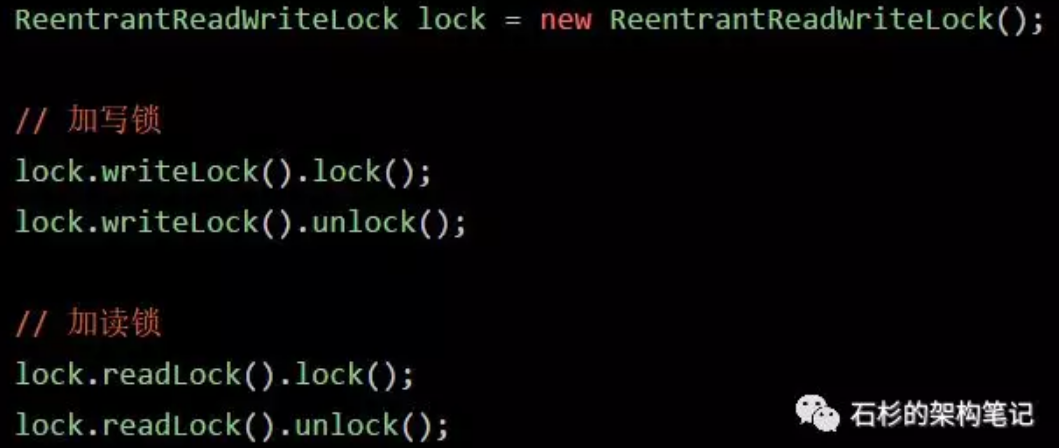 ReentrantReadWriteLock lock = new ReentrantReadWriteLock();
// 加写锁
lock.writeLock().lock();
lock.writeLock().unlock();
// 加读锁
lock.readLock().lock();
lock.readLock().unlock();
石杉的架构笔记